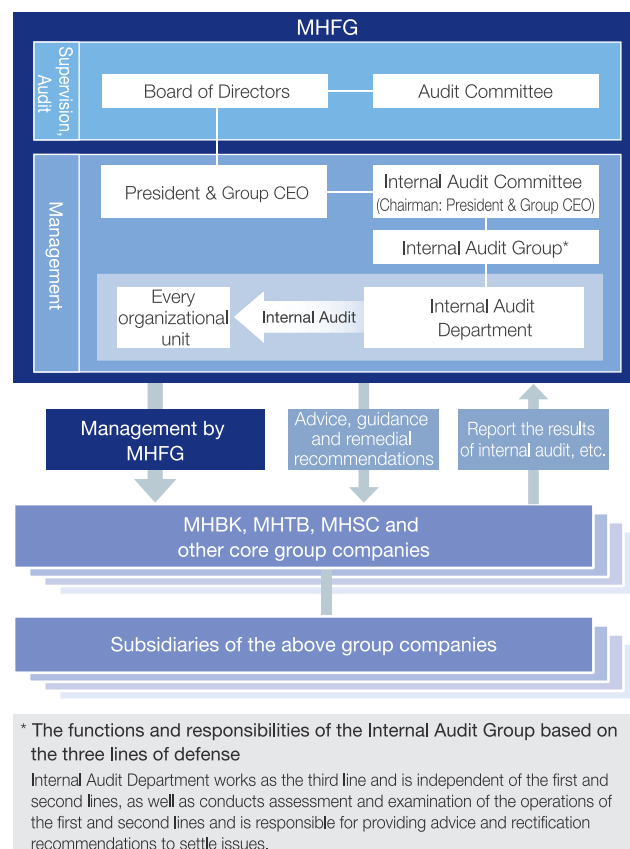 MHFG
Supervision,
Audit
Board of Directors
Audit Committee
Management
President & Group CEO
Internal Audit Committee
(Chairman: President & Group CEO)
Internal Audit Group*
Every
organizational
unit
Internal Audit
Internal Audit
Department
Management by
MHFG
Advice, guidance
and remedial
recommendations
Report the results
of internal audit, etc.
MHBK, MHTB, MHSC and
other core group companies
Subsidiaries of the above group companies
* The functions and responsibilities of the Internal Audit Group based on
the three lines of defense
Internal Audit Department works as the third line and is independent of the first and
second lines, as well as conducts assessment and examination of the operations of
the first and second lines and is responsible for providing advice and rectification
recommendations to settle issues.